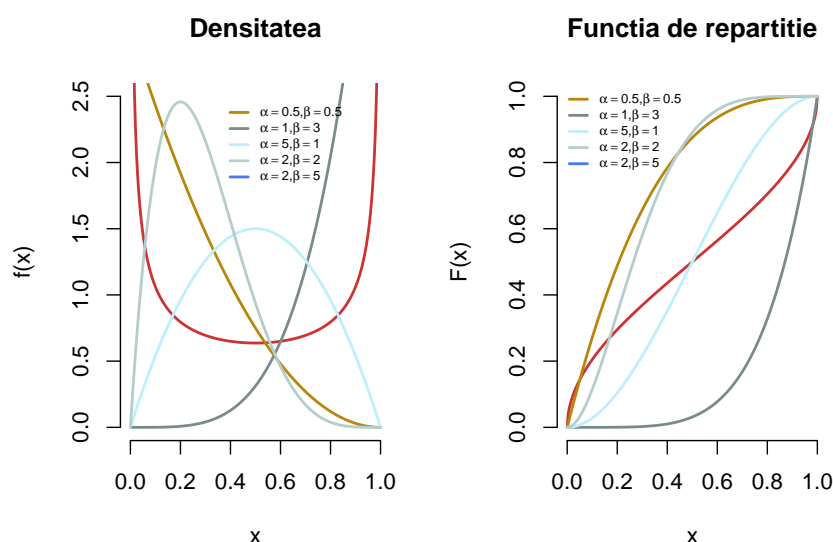 Densitatea
f(x)
2.5
2.0
1.5
1.0
0.5
0.0
α = 0.5,β = 0.5
α = 1,β = 3
α = 5,β = 1
α = 2,β = 2
α = 2,β = 5
0.0 0.2 0.4 0.6 0.8 1.0
x
Functia de repartitie
F(x)
1.0
0.8
0.6
0.4
0.2
0.0
α = 0.5,β = 0.5
α = 1,β = 3
α = 5,β = 1
α = 2,β = 2
α = 2,β = 5
0.0 0.2 0.4 0.6 0.8 1.0
x